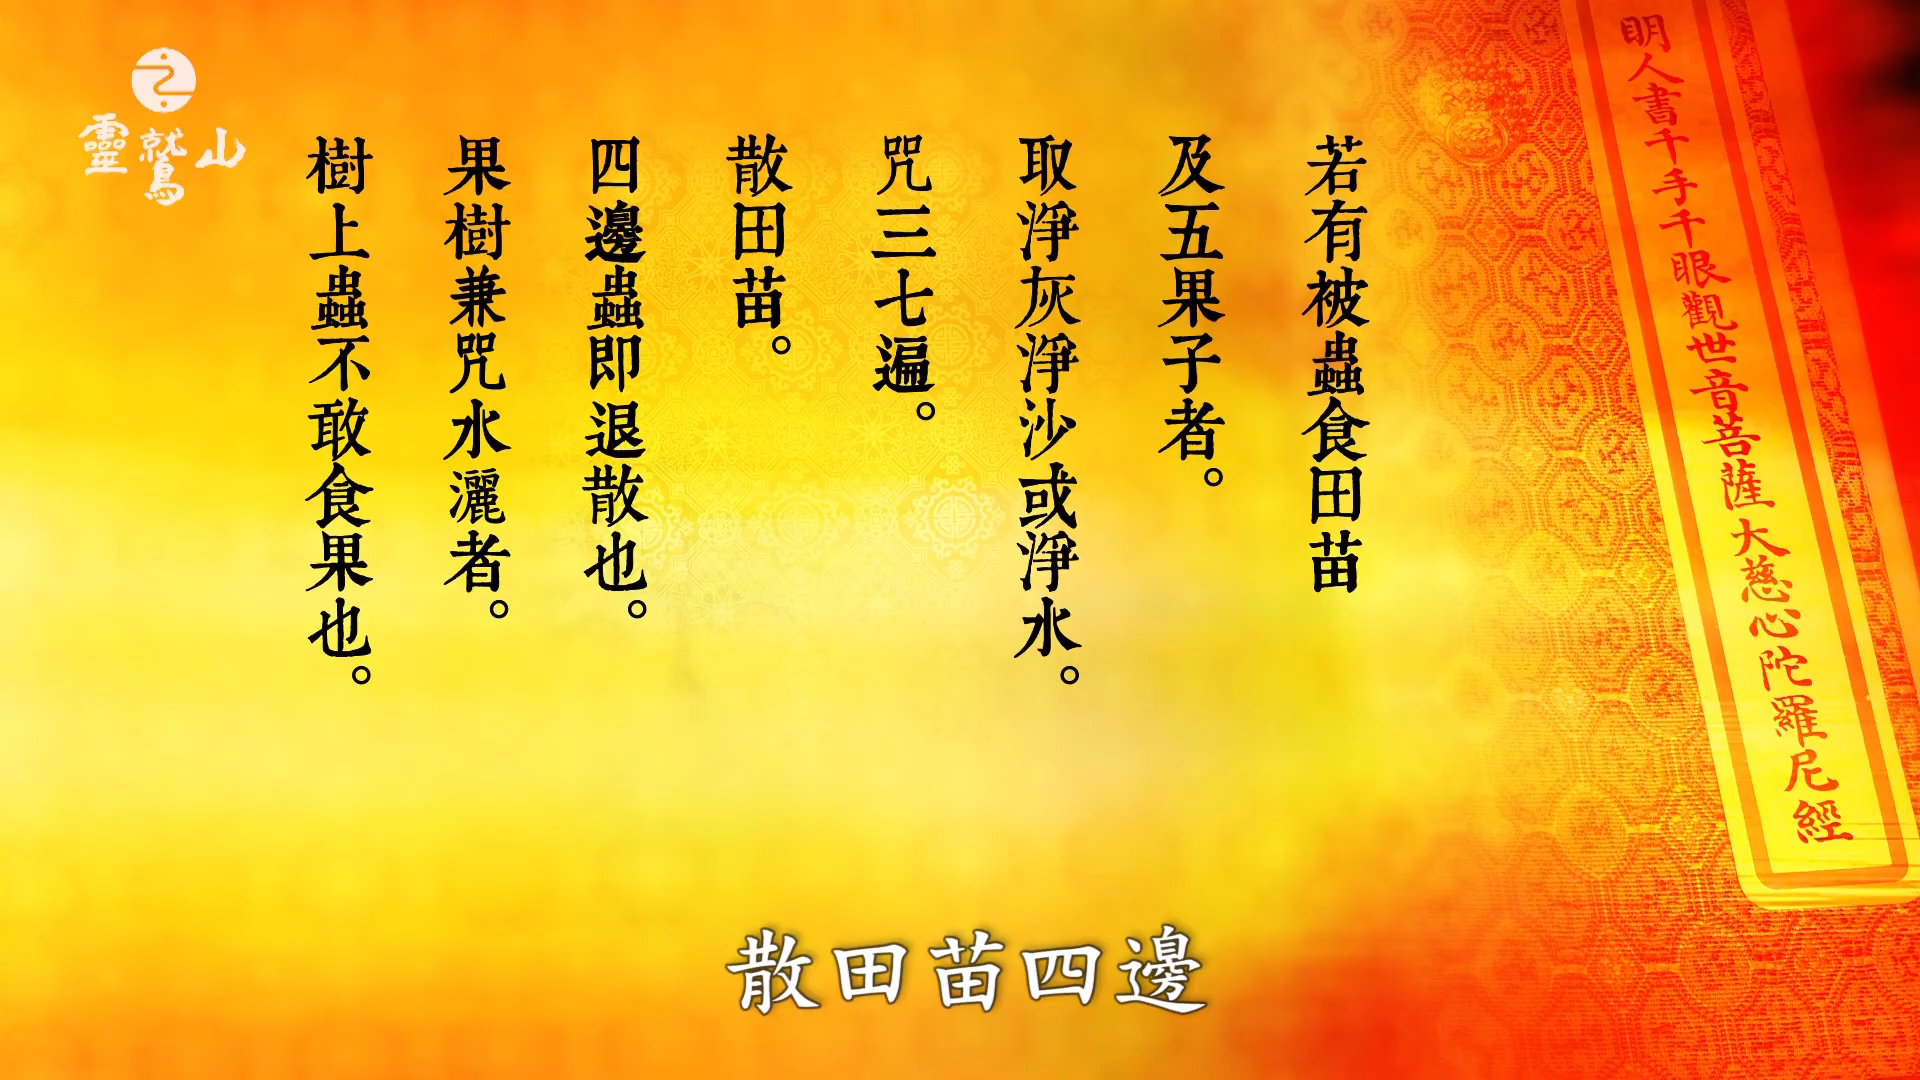 靈鷲山
明人書千手千眼觀世音菩薩大慈心陀羅尼經
若有被蟲食田苗
及五果子者。
取淨灰淨沙或淨水。
咒三七遍。
散田苗。
四邊蟲即退散也。
果樹兼咒水灑者。
樹上蟲不敢食果也。
散田苗四邊